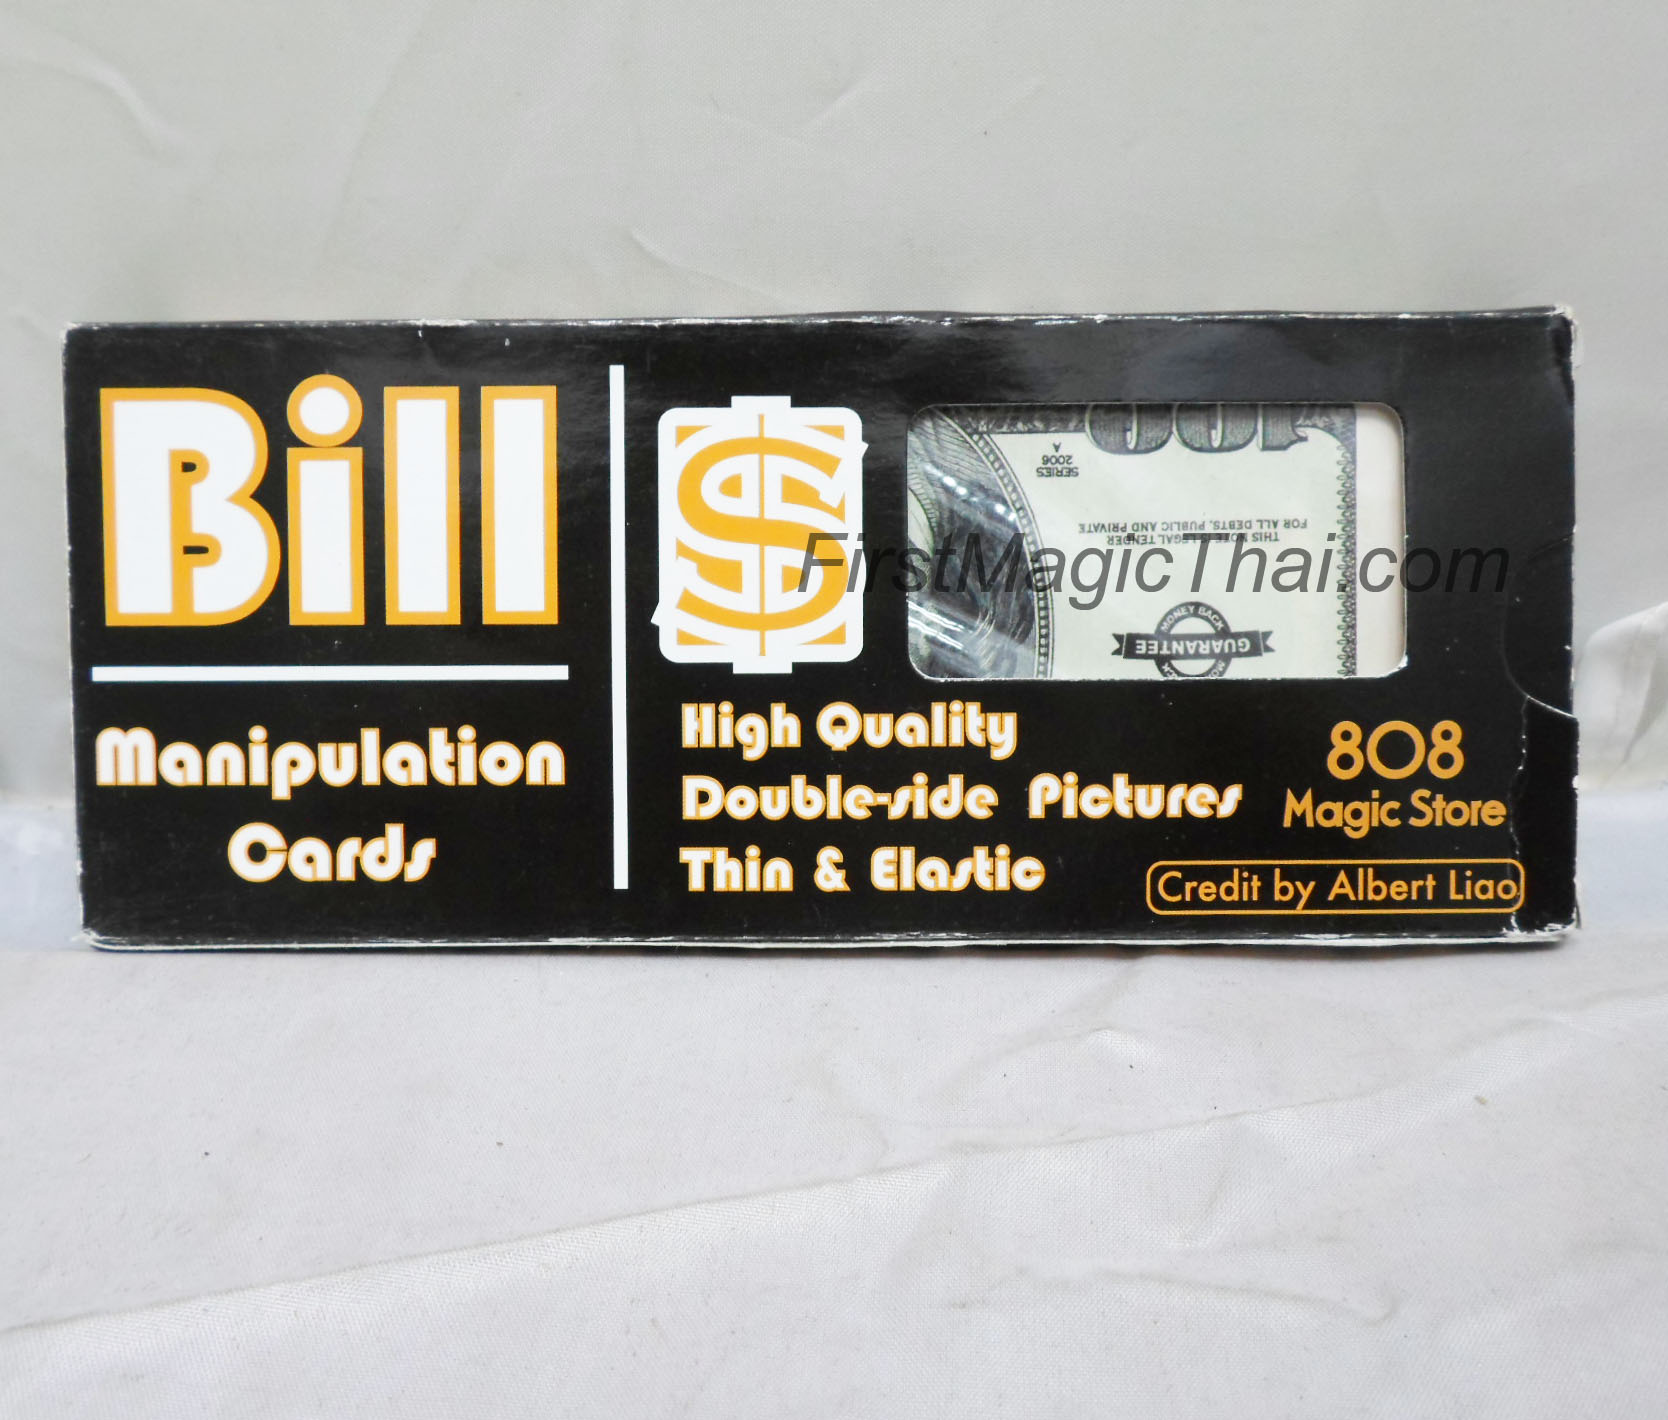 Bill
Manipulation
Cards
$
High Quality
Double-side Pictures
Thin & Elastic
100
SERIES
2006
A
THIS NOTE IS LEGAL TENDER
FOR ALL DEBTS, PUBLIC AND PRIVATE
MONEY BACK
GUARANTEE
FirstMagicThai.com
808
Magic Store
Credit by Albert Liao